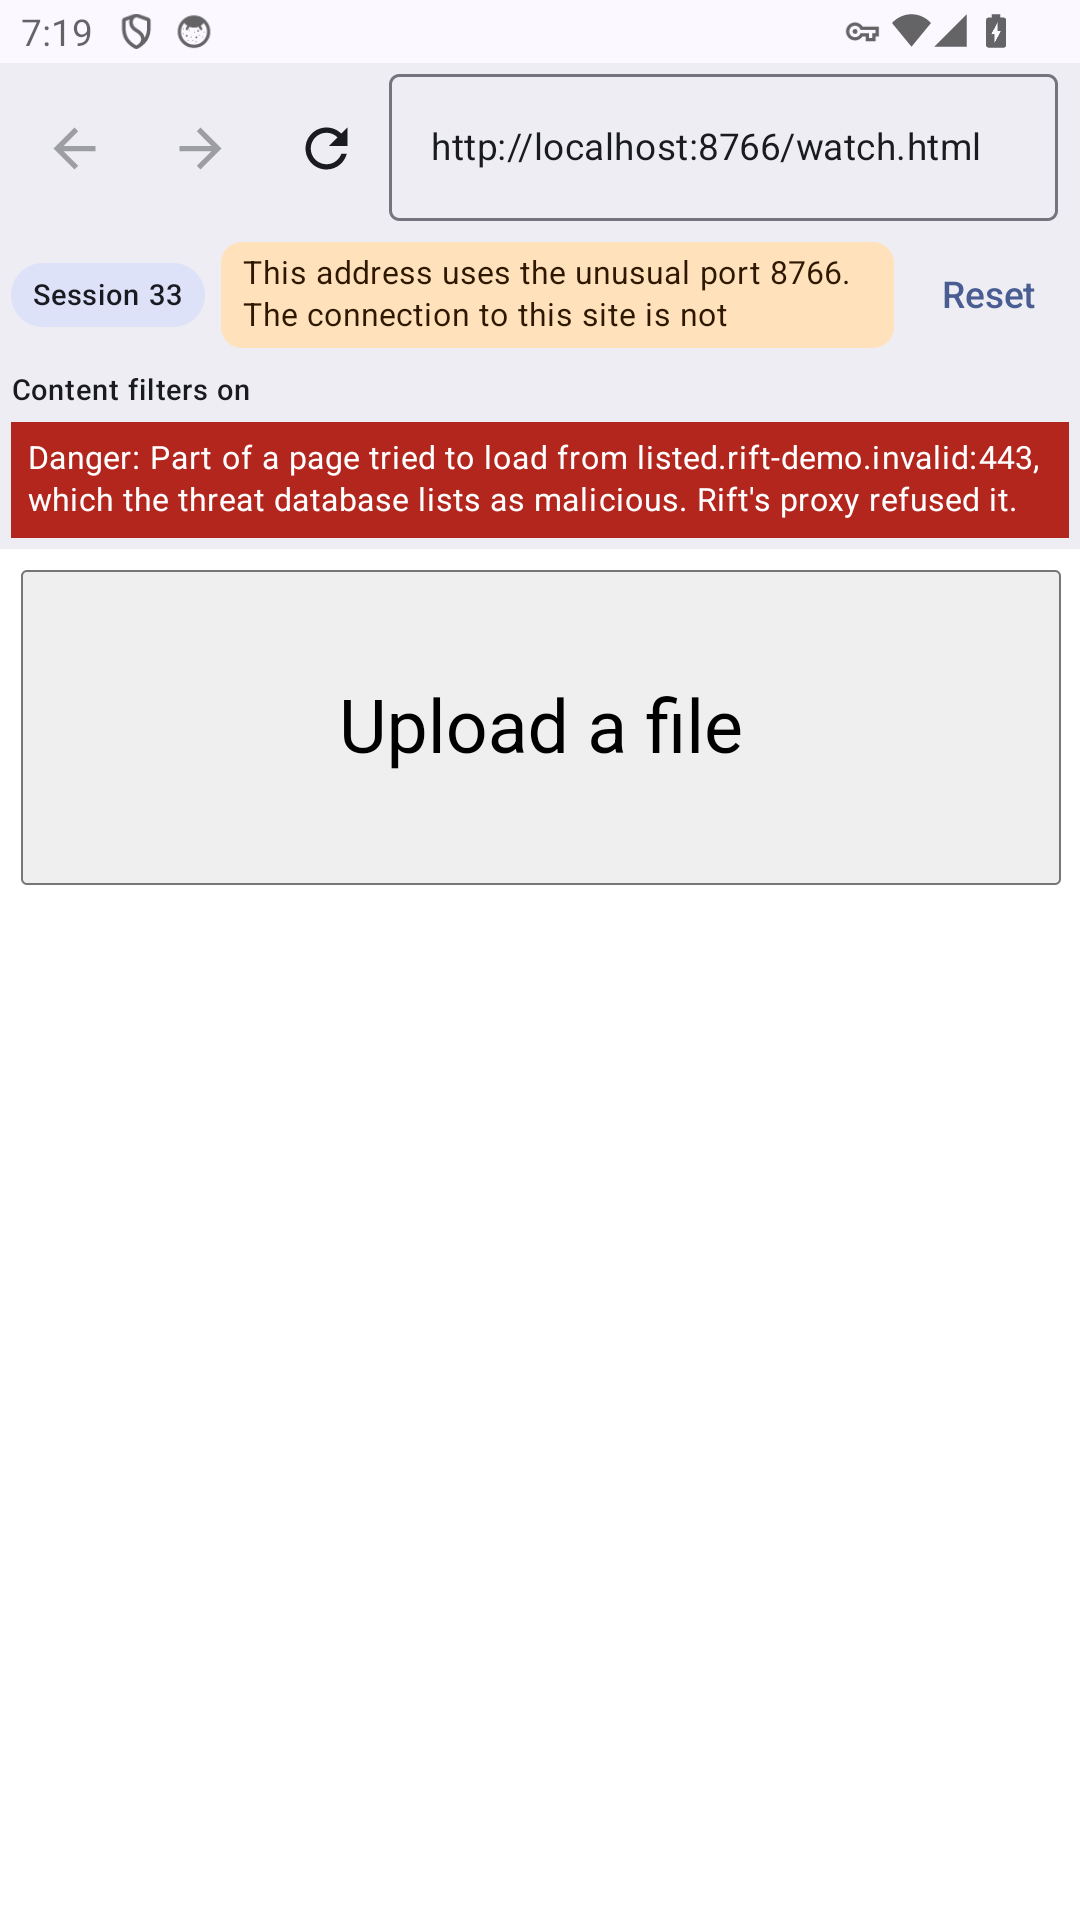 7:19
http://localhost:8766/watch.html
Session 33
This address uses the unusual port 8766.
The connection to this site is not
Reset
Content filters on
Danger: Part of a page tried to load from listed.rift-demo.invalid:443,
which the threat database lists as malicious. Rift's proxy refused it.
Upload a file